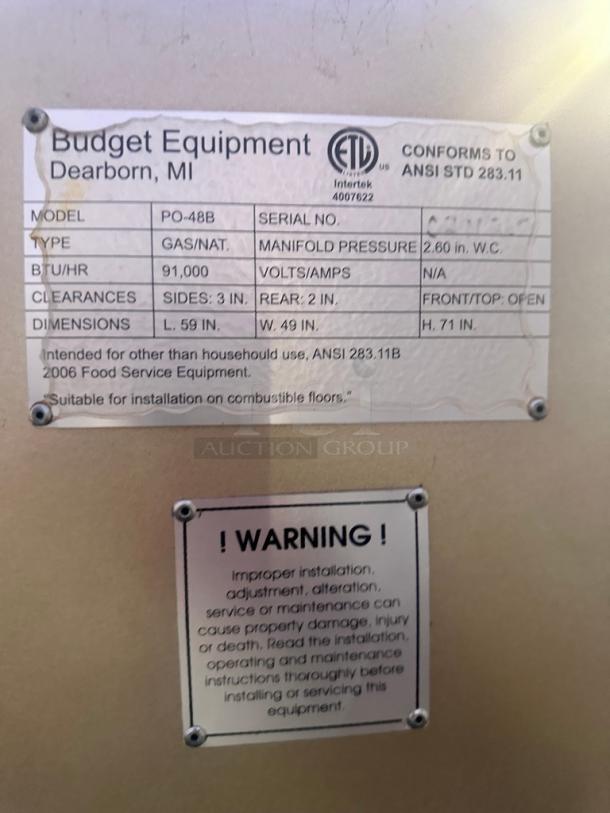 Budget Equipment
Dearborn, MI
ETL
LISTED
US
Intertek
4007622
CONFORMS TO
ANSI STD 283.11
MODEL PO-48B SERIAL NO.
TYPE GAS/NAT. MANIFOLD PRESSURE 2.60 in. W.C.
BTU/HR 91,000 VOLTS/AMPS N/A
CLEARANCES SIDES: 3 IN. REAR: 2 IN. FRONT/TOP: OPEN
DIMENSIONS L. 59 IN. W. 49 IN. H. 71 IN.
Intended for other than househould use, ANSI 283.11B
2006 Food Service Equipment.
"Suitable for installation on combustible floors."
AUCTION GROUP
! WARNING !
Improper installation,
adjustment, alteration,
service or maintenance can
cause property damage, injury
or death. Read the installation,
operating and maintenance
instructions thoroughly before
installing or servicing this
equipment.